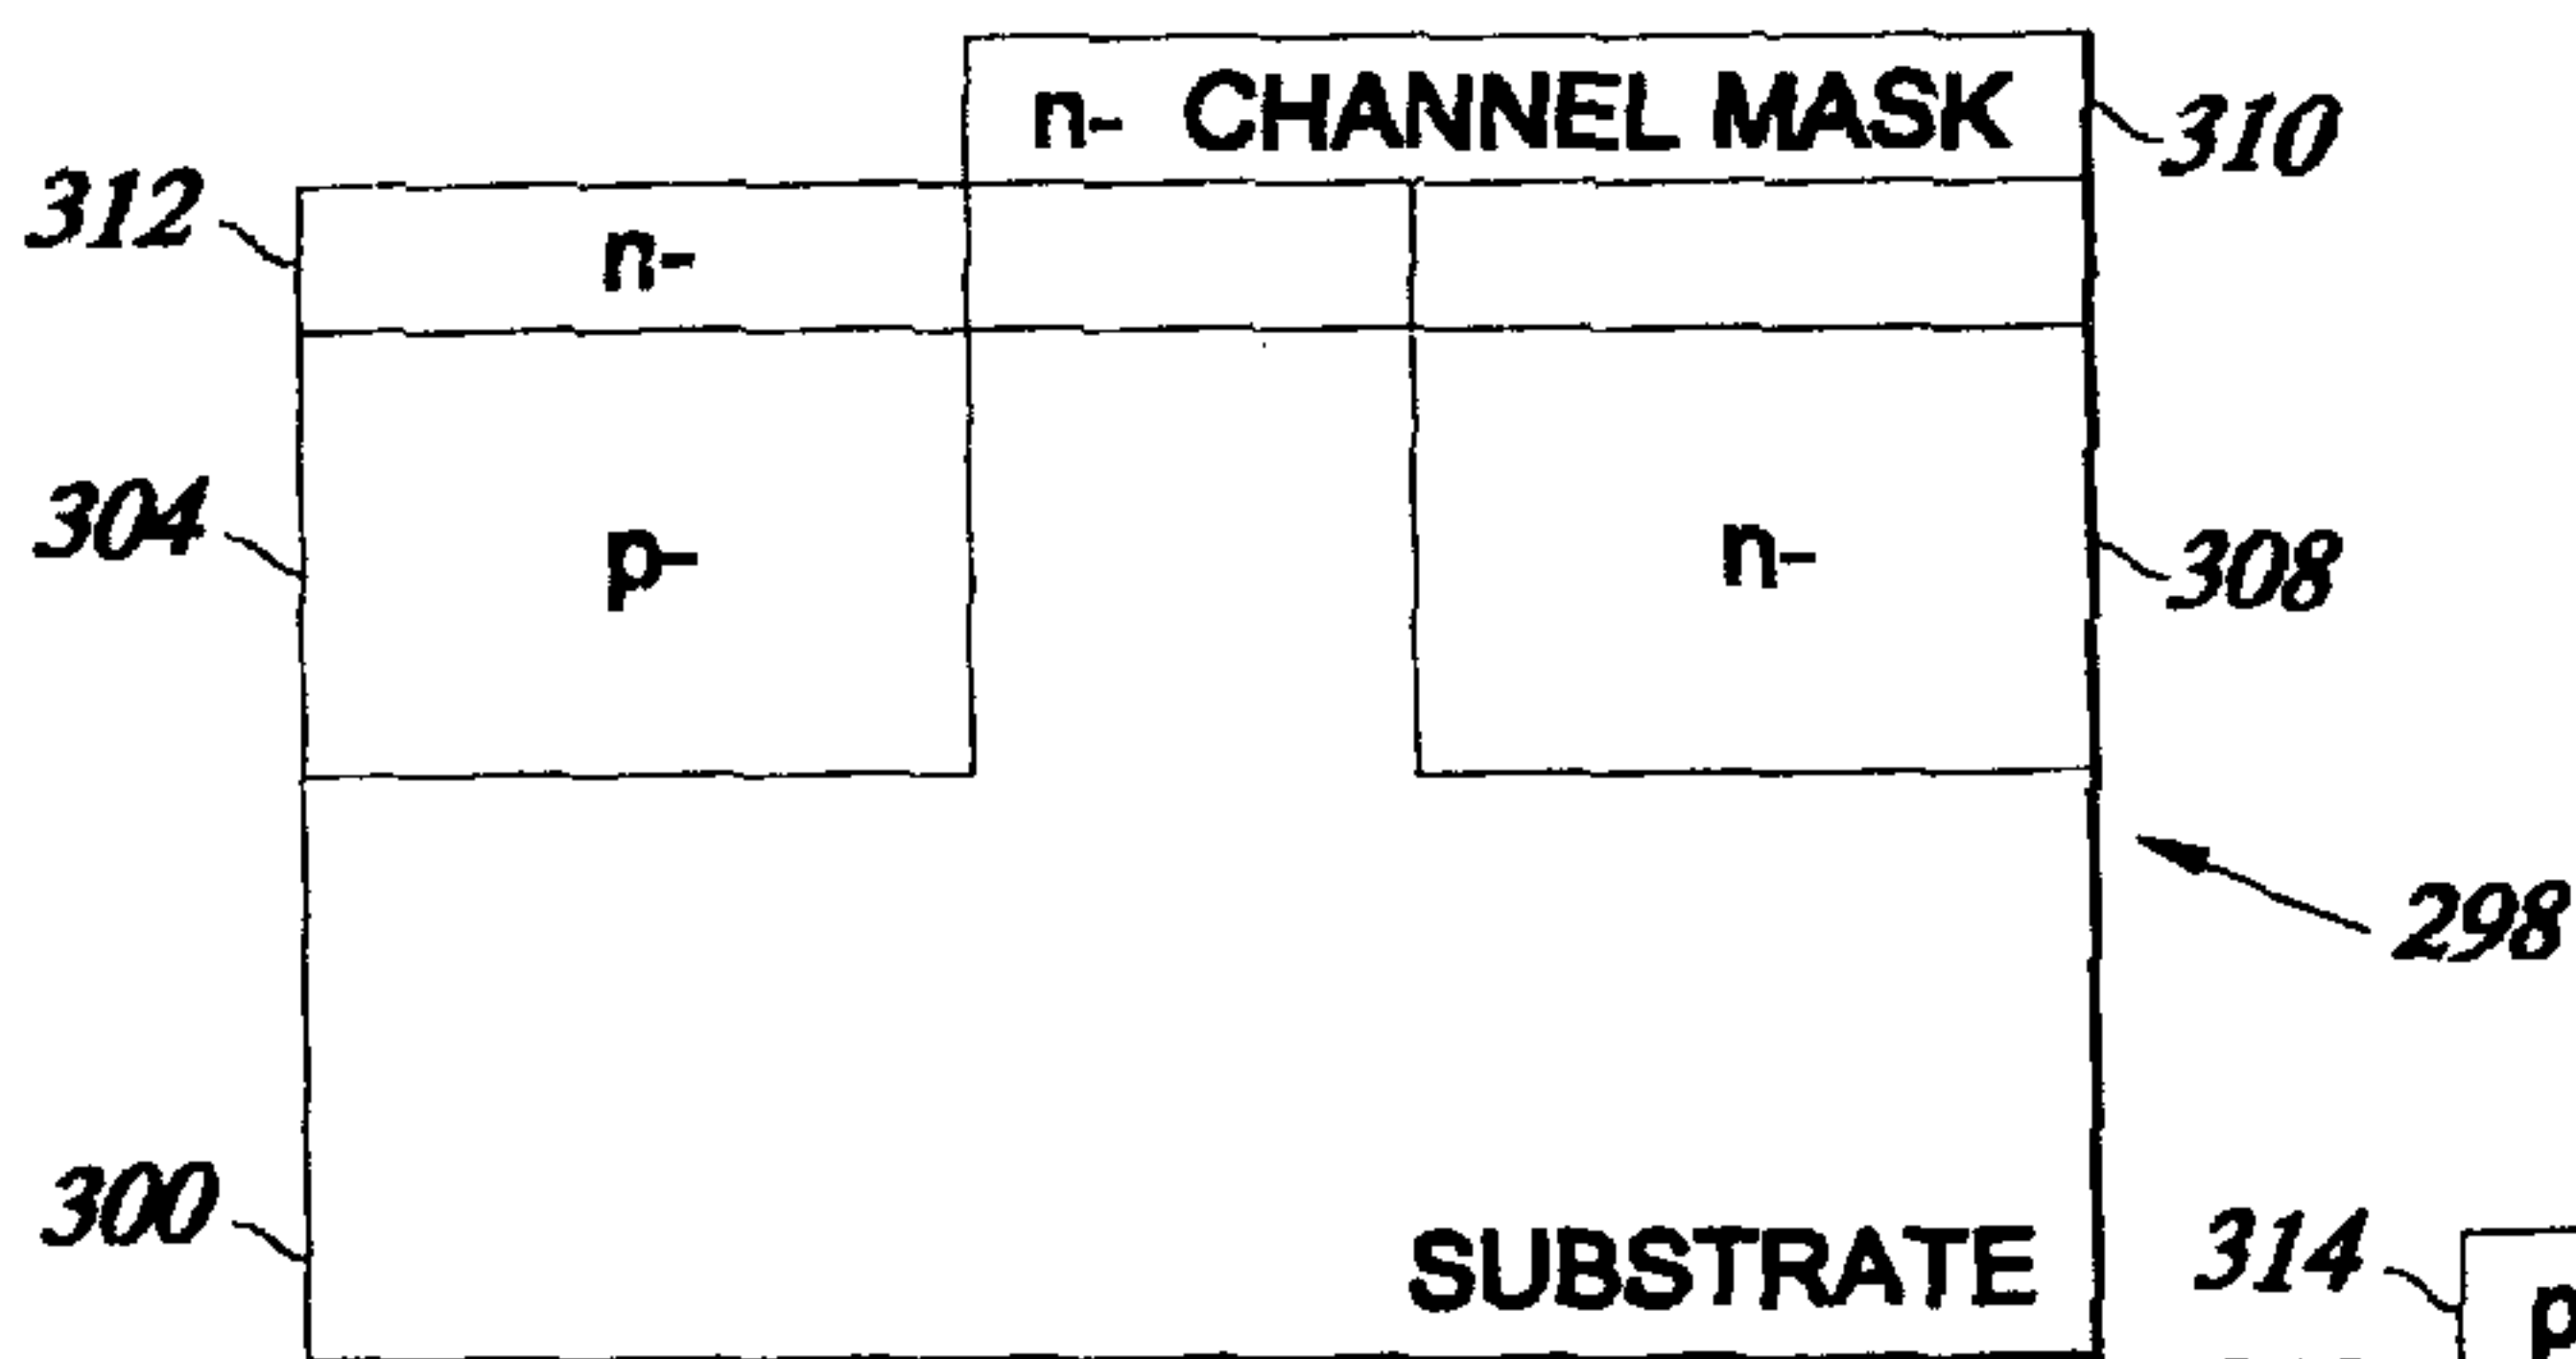 n- CHANNEL MASK
310
312
n-
304
p-
n-
308
298
300
SUBSTRATE
314
p